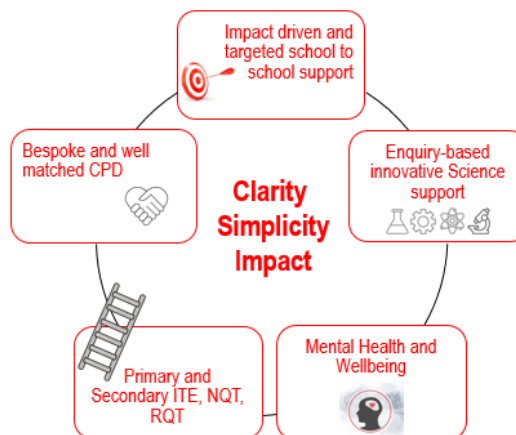 Impact driven and
targeted school to
school support
Bespoke and well
matched CPD
Enquiry-based
innovative Science
support
Clarity
Simplicity
Impact
Primary and
Secondary ITE, NQT,
RQT
Mental Health and
Wellbeing